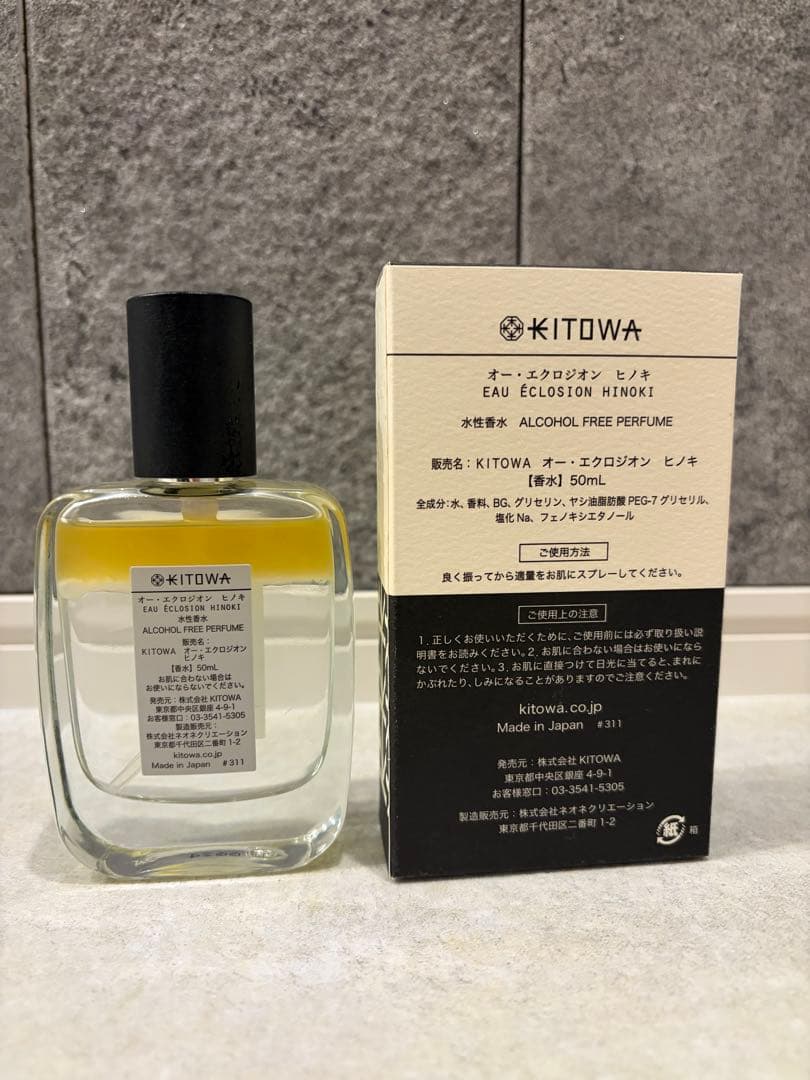 KITOWA
オー・エクロジオン ヒノキ
EAU ÉCLOSION HINOKI
水性香水
ALCOHOL FREE PERFUME
販売名：
KITOWA オー・エクロジオン
ヒノキ
【香水】50mL
お肌に合わない場合は
お使いにならないでください。
発売元：株式会社 KITOWA
東京都中央区銀座 4-9-1
お客様窓口：03-3541-5305
製造販売元：
株式会社ネオネクリエーション
東京都千代田区二番町 1-2
kitowa.co.jp
Made in Japan #311
KITOWA
オー・エクロジオン ヒノキ
EAU ÉCLOSION HINOKI
水性香水 ALCOHOL FREE PERFUME
販売名：KITOWA オー・エクロジオン ヒノキ
【香水】50mL
全成分：水、香料、BG、グリセリン、ヤシ油脂肪酸 PEG-7 グリセリル、
塩化 Na、フェノキシエタノール
ご使用方法
良く振ってから適量をお肌にスプレーしてください。
ご使用上の注意
1. 正しくお使いいただくために、ご使用前には必ず取り扱い説
明書をお読みください。2. お肌に合わない場合はお使いになら
ないでください。3. お肌に直接つけて日光に当てると、まれに
かぶれたり、しみになることがありますのでご注意ください。
kitowa.co.jp
Made in Japan #311
発売元：株式会社 KITOWA
東京都中央区銀座 4-9-1
お客様窓口：03-3541-5305
製造販売元：株式会社ネオネクリエーション
東京都千代田区二番町 1-2
紙 箱